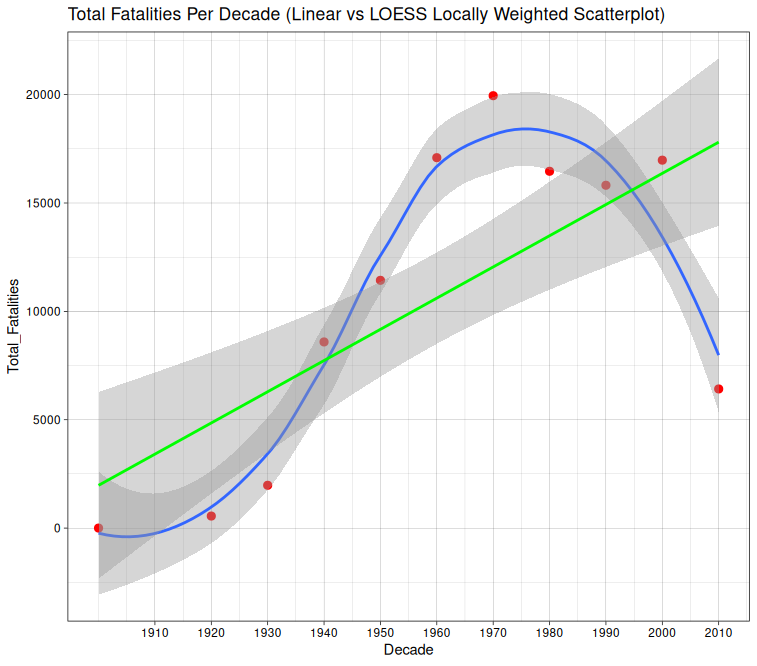 Total Fatalities Per Decade (Linear vs LOESS Locally Weighted Scatterplot)
20000
15000
10000
5000
0
Total_Fatalities
1910 1920 1930 1940 1950 1960 1970 1980 1990 2000 2010
Decade